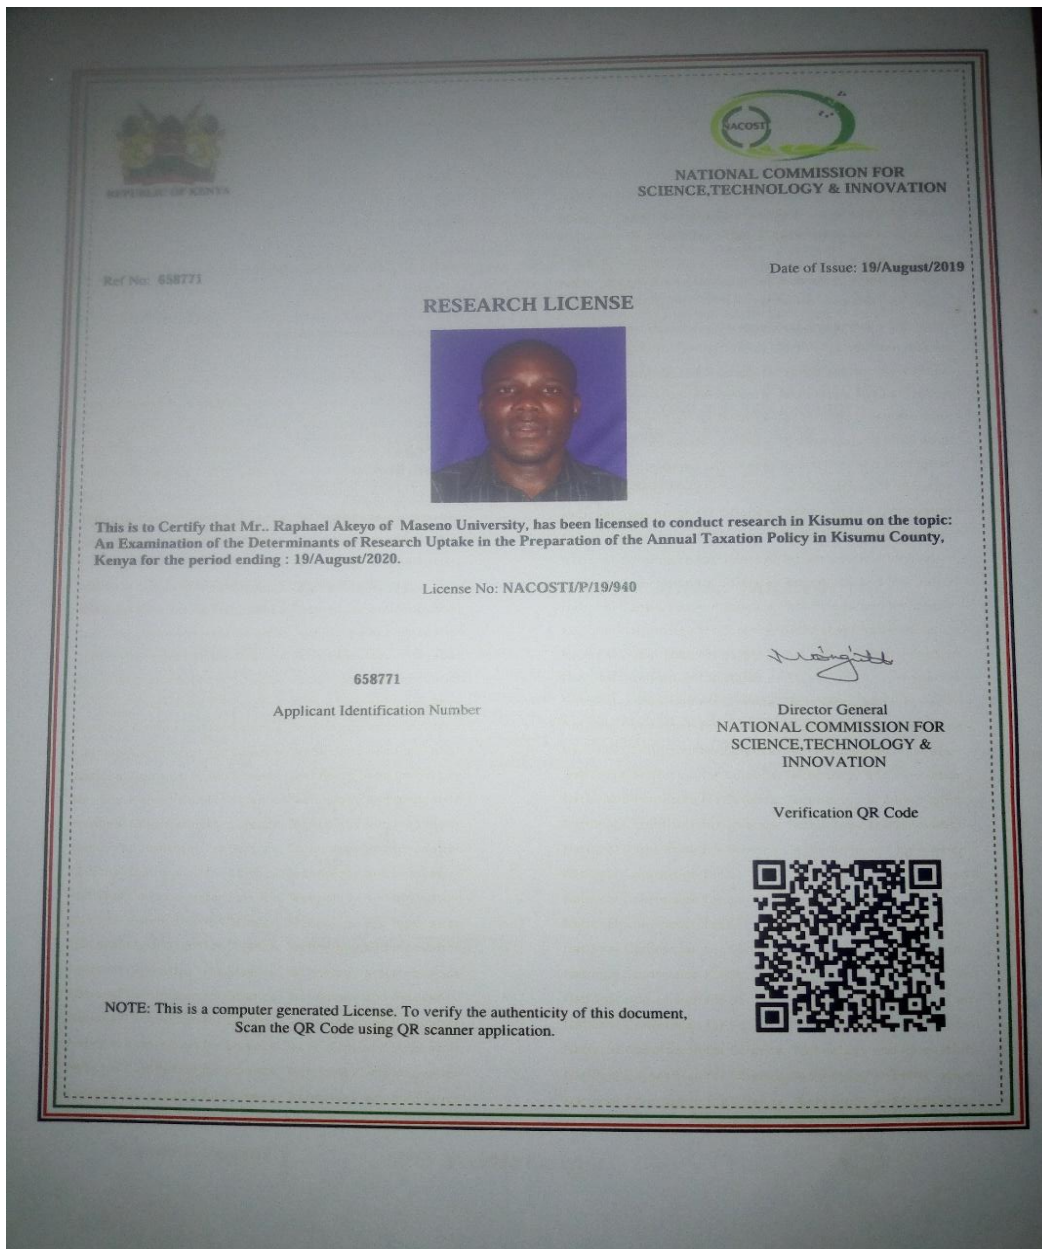 REPUBLIC OF KENYA
NACOSTI
NATIONAL COMMISSION FOR
SCIENCE,TECHNOLOGY & INNOVATION
Ref No: 658771
Date of Issue: 19/August/2019
RESEARCH LICENSE
This is to Certify that Mr.. Raphael Akeyo of Maseno University, has been licensed to conduct research in Kisumu on the topic:
An Examination of the Determinants of Research Uptake in the Preparation of the Annual Taxation Policy in Kisumu County,
Kenya for the period ending : 19/August/2020.
License No: NACOSTI/P/19/940
658771
Applicant Identification Number
Director General
NATIONAL COMMISSION FOR
SCIENCE,TECHNOLOGY &
INNOVATION
Verification QR Code
NOTE: This is a computer generated License. To verify the authenticity of this document,
Scan the QR Code using QR scanner application.